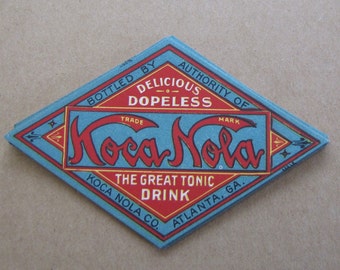 BOTTLED BY AUTHORITY OF
DELICIOUS
DOPELESS
TRADE MARK
Koca Nola
THE GREAT TONIC
DRINK
KOCA NOLA CO. ATLANTA, GA.